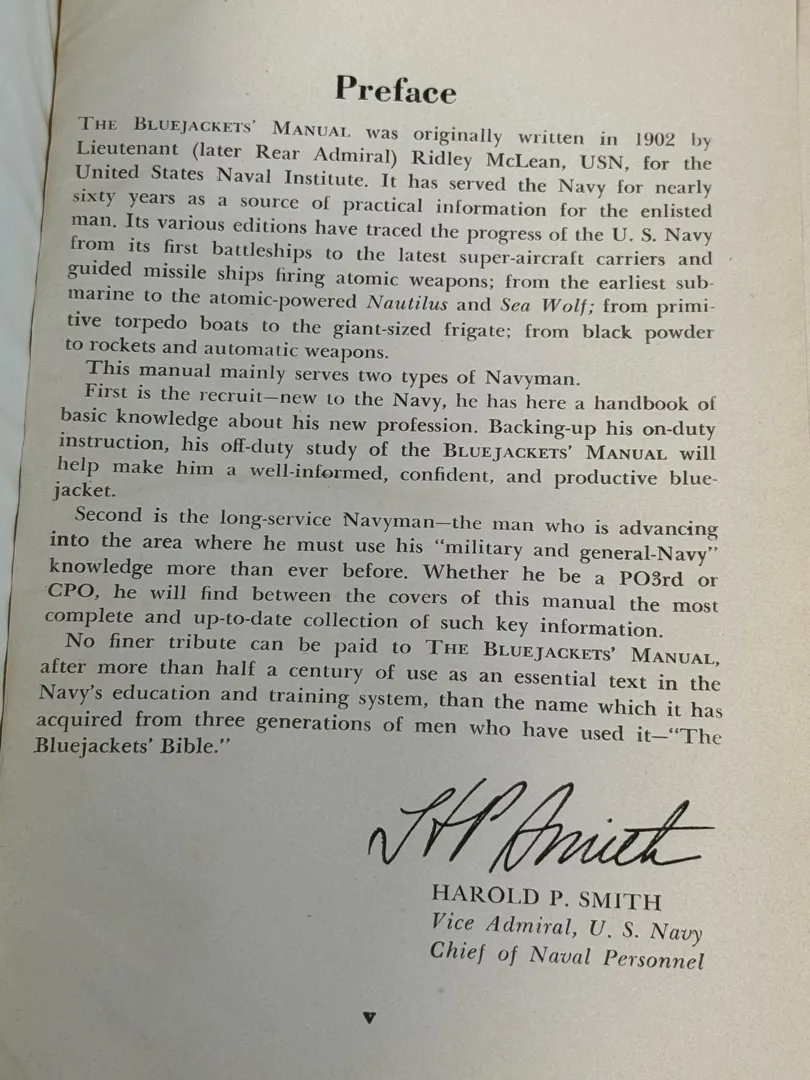 Preface
THE BLUEJACKETS' MANUAL was originally written in 1902 by
Lieutenant (later Rear Admiral) Ridley McLean, USN, for the
United States Naval Institute. It has served the Navy for nearly
sixty years as a source of practical information for the enlisted
man. Its various editions have traced the progress of the U. S. Navy
from its first battleships to the latest super-aircraft carriers and
guided missile ships firing atomic weapons; from the earliest sub-
marine to the atomic-powered Nautilus and Sea Wolf; from primi-
tive torpedo boats to the giant-sized frigate; from black powder
to rockets and automatic weapons.
This manual mainly serves two types of Navyman.
First is the recruit—new to the Navy, he has here a handbook of
basic knowledge about his new profession. Backing-up his on-duty
instruction, his off-duty study of the BLUEJACKETS' MANUAL will
help make him a well-informed, confident, and productive blue-
jacket.
Second is the long-service Navyman—the man who is advancing
into the area where he must use his "military and general-Navy"
knowledge more than ever before. Whether he be a PO3rd or
CPO, he will find between the covers of this manual the most
complete and up-to-date collection of such key information.
No finer tribute can be paid to THE BLUEJACKETS' MANUAL,
after more than half a century of use as an essential text in the
Navy's education and training system, than the name which it has
acquired from three generations of men who have used it—"The
Bluejackets' Bible."
H P Smith
HAROLD P. SMITH
Vice Admiral, U. S. Navy
Chief of Naval Personnel
v